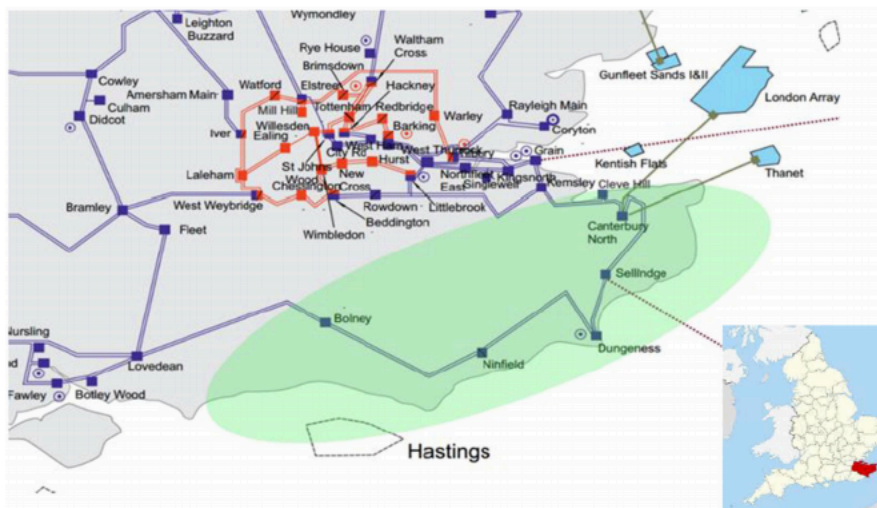 Leighton
Buzzard
Wymondley
Rye House
Waltham
Cross
Brimsdown
Cowley
Culham
Didcot
Amersham Main
Watford
Elstree
Hackney
Gunfleet Sands I&II
London Array
Mill Hill
Tottenham
Redbridge
Warley
Rayleigh Main
Coryton
Iver
Ealing
Willesden
Barking
West Ham
City Rd
West Thurrock
Tilbury
Grain
Kentish Flats
Thanet
Laleham
St Johns
Wood
New
Cross
Hurst
Northfleet
East
Singlewell
Kingsnorth
Kemsley
Cleve Hill
Chessington
West Weybridge
Rowdown
Littlebrook
Beddington
Wimbledon
Bramley
Fleet
Canterbury
North
Sellindge
Bolney
Ninfield
Dungeness
Nursling
Lovedean
Fawley
Botley Wood
Hastings